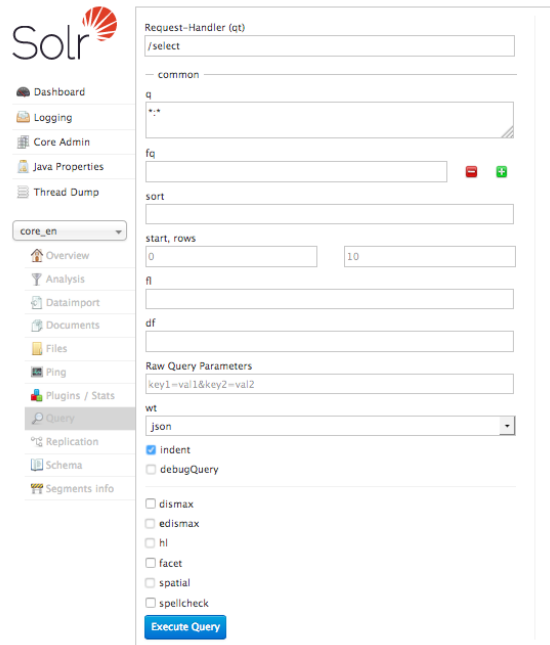 Solr
Dashboard
Logging
Core Admin
Java Properties
Thread Dump
core_en
Overview
Analysis
Dataimport
Documents
Files
Ping
Plugins / Stats
Query
Replication
Schema
Segments info
Request-Handler (qt)
/select
common
q
*:*
fq
sort
start, rows
0 10
fl
df
Raw Query Parameters
key1=val1&key2=val2
wt
json
indent
debugQuery
dismax
edismax
hl
facet
spatial
spellcheck
Execute Query